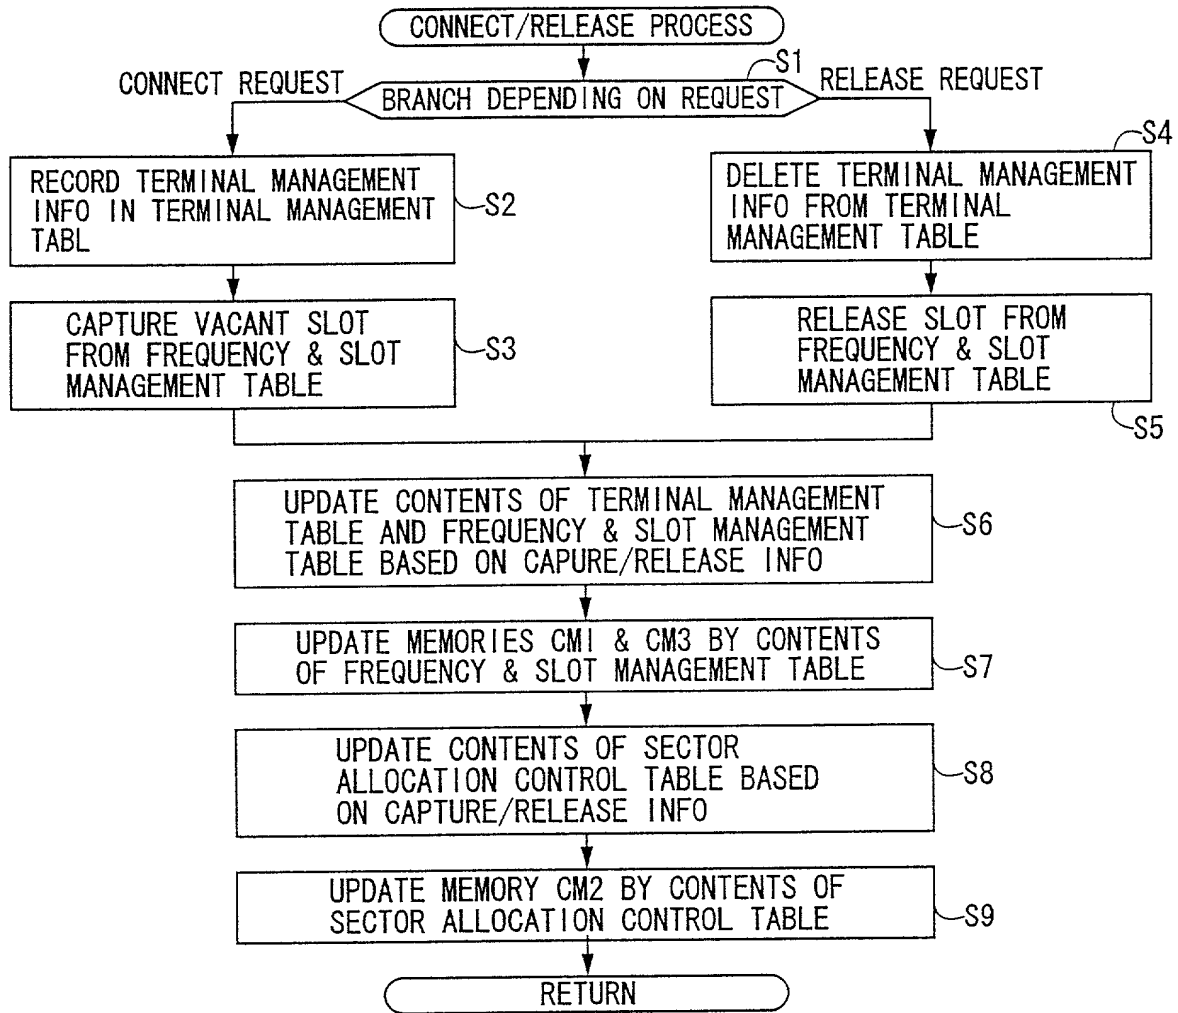 CONNECT/RELEASE PROCESS
S1
CONNECT REQUEST
RELEASE REQUEST
BRANCH DEPENDING ON REQUEST
RECORD TERMINAL MANAGEMENT
INFO IN TERMINAL MANAGEMENT
TABL
S2
CAPTURE VACANT SLOT
FROM FREQUENCY & SLOT
MANAGEMENT TABLE
S3
S4
DELETE TERMINAL MANAGEMENT
INFO FROM TERMINAL
MANAGEMENT TABLE
RELEASE SLOT FROM
FREQUENCY & SLOT
MANAGEMENT TABLE
S5
UPDATE CONTENTS OF TERMINAL MANAGEMENT
TABLE AND FREQUENCY & SLOT MANAGEMENT
TABLE BASED ON CAPURE/RELEASE INFO
S6
UPDATE MEMORIES CM1 & CM3 BY CONTENTS
OF FREQUENCY & SLOT MANAGEMENT TABLE
S7
UPDATE CONTENTS OF SECTOR
ALLOCATION CONTROL TABLE BASED
ON CAPTURE/RELEASE INFO
S8
UPDATE MEMORY CM2 BY CONTENTS OF
SECTOR ALLOCATION CONTROL TABLE
S9
RETURN